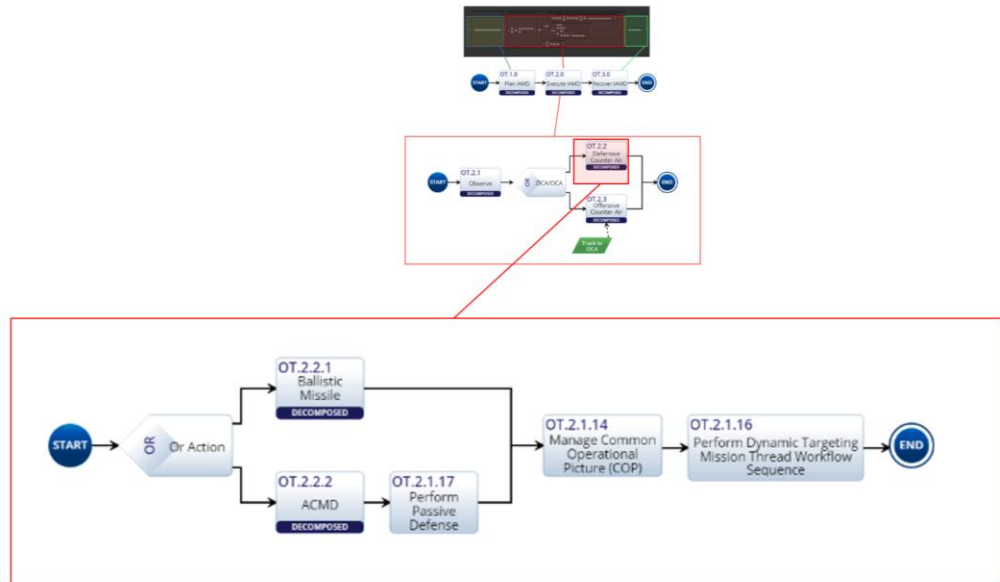 START
OT.1.0
Plan IAMD
DECOMPOSED
OT.2.0
Execute IAMD
DECOMPOSED
OT.3.0
Recover IAMD
DECOMPOSED
END
START
OT.2.1
Observe
DECOMPOSED
OR
DCA/OCA
OT.2.2
Defensive
Counter Air
DECOMPOSED
OT.2.3
Offensive
Counter Air
DECOMPOSED
Track to
OCA
END
START
OR
Or Action
OT.2.2.1
Ballistic
Missile
DECOMPOSED
OT.2.2.2
ACMD
DECOMPOSED
OT.2.1.17
Perform
Passive
Defense
OT.2.1.14
Manage Common
Operational
Picture (COP)
OT.2.1.16
Perform Dynamic Targeting
Mission Thread Workflow
Sequence
END